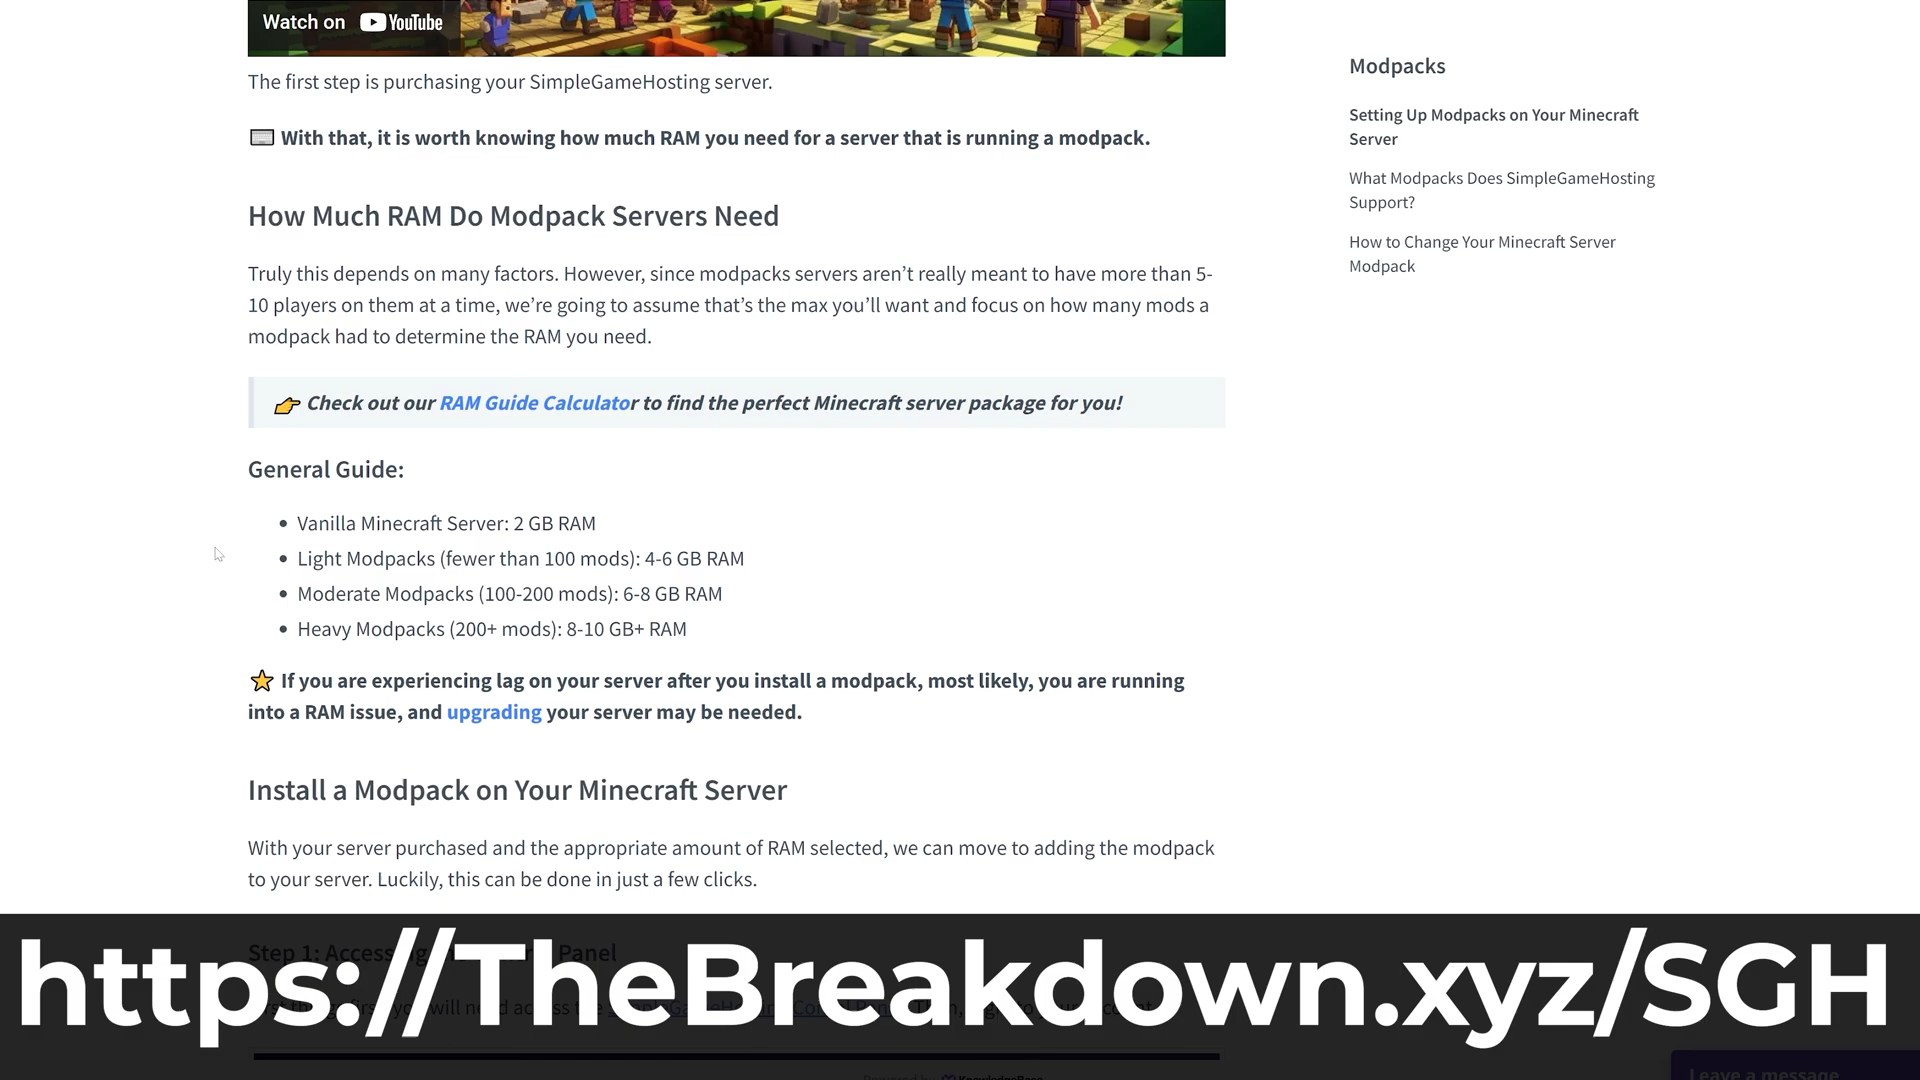 Watch on YouTube
The first step is purchasing your SimpleGameHosting server.
With that, it is worth knowing how much RAM you need for a server that is running a modpack.
How Much RAM Do Modpack Servers Need
Truly this depends on many factors. However, since modpacks servers aren’t really meant to have more than 5-
10 players on them at a time, we’re going to assume that’s the max you’ll want and focus on how many mods a
modpack had to determine the RAM you need.
👉 Check out our RAM Guide Calculator to find the perfect Minecraft server package for you!
General Guide:
• Vanilla Minecraft Server: 2 GB RAM
• Light Modpacks (fewer than 100 mods): 4-6 GB RAM
• Moderate Modpacks (100-200 mods): 6-8 GB RAM
• Heavy Modpacks (200+ mods): 8-10 GB+ RAM
⭐ If you are experiencing lag on your server after you install a modpack, most likely, you are running
into a RAM issue, and upgrading your server may be needed.
Install a Modpack on Your Minecraft Server
With your server purchased and the appropriate amount of RAM selected, we can move to adding the modpack
to your server. Luckily, this can be done in just a few clicks.
Step 1: Panel
https://TheBreakdown.xyz/SGH
Leave a message
Modpacks
Setting Up Modpacks on Your Minecraft
Server
What Modpacks Does SimpleGameHosting
Support?
How to Change Your Minecraft Server
Modpack